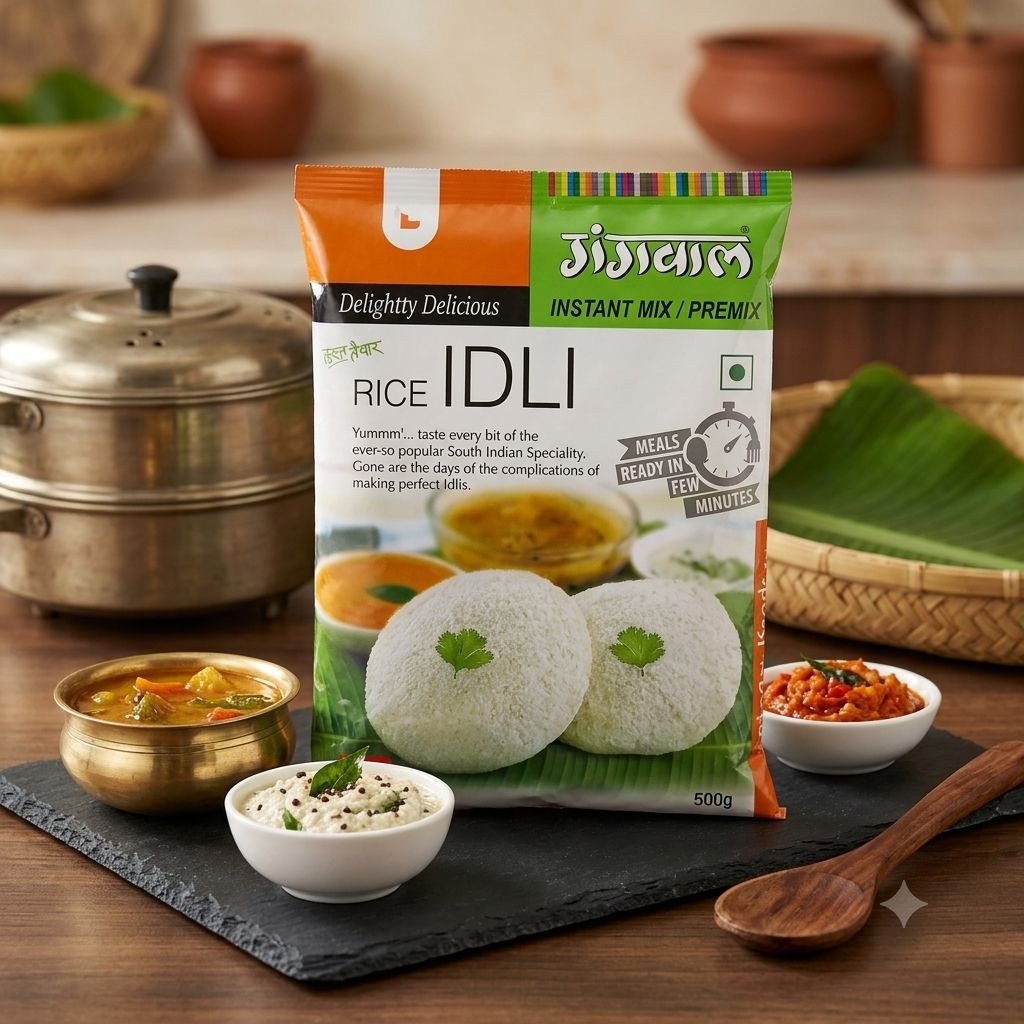 Delightty Delicious
INSTANT MIX / PREMIX
तैयार
RICE IDLI
Yummm'... taste every bit of the
ever-so popular South Indian Speciality.
Gone are the days of the complications of
making perfect Idlis.
MEALS
READY IN
FEW
MINUTES
500g